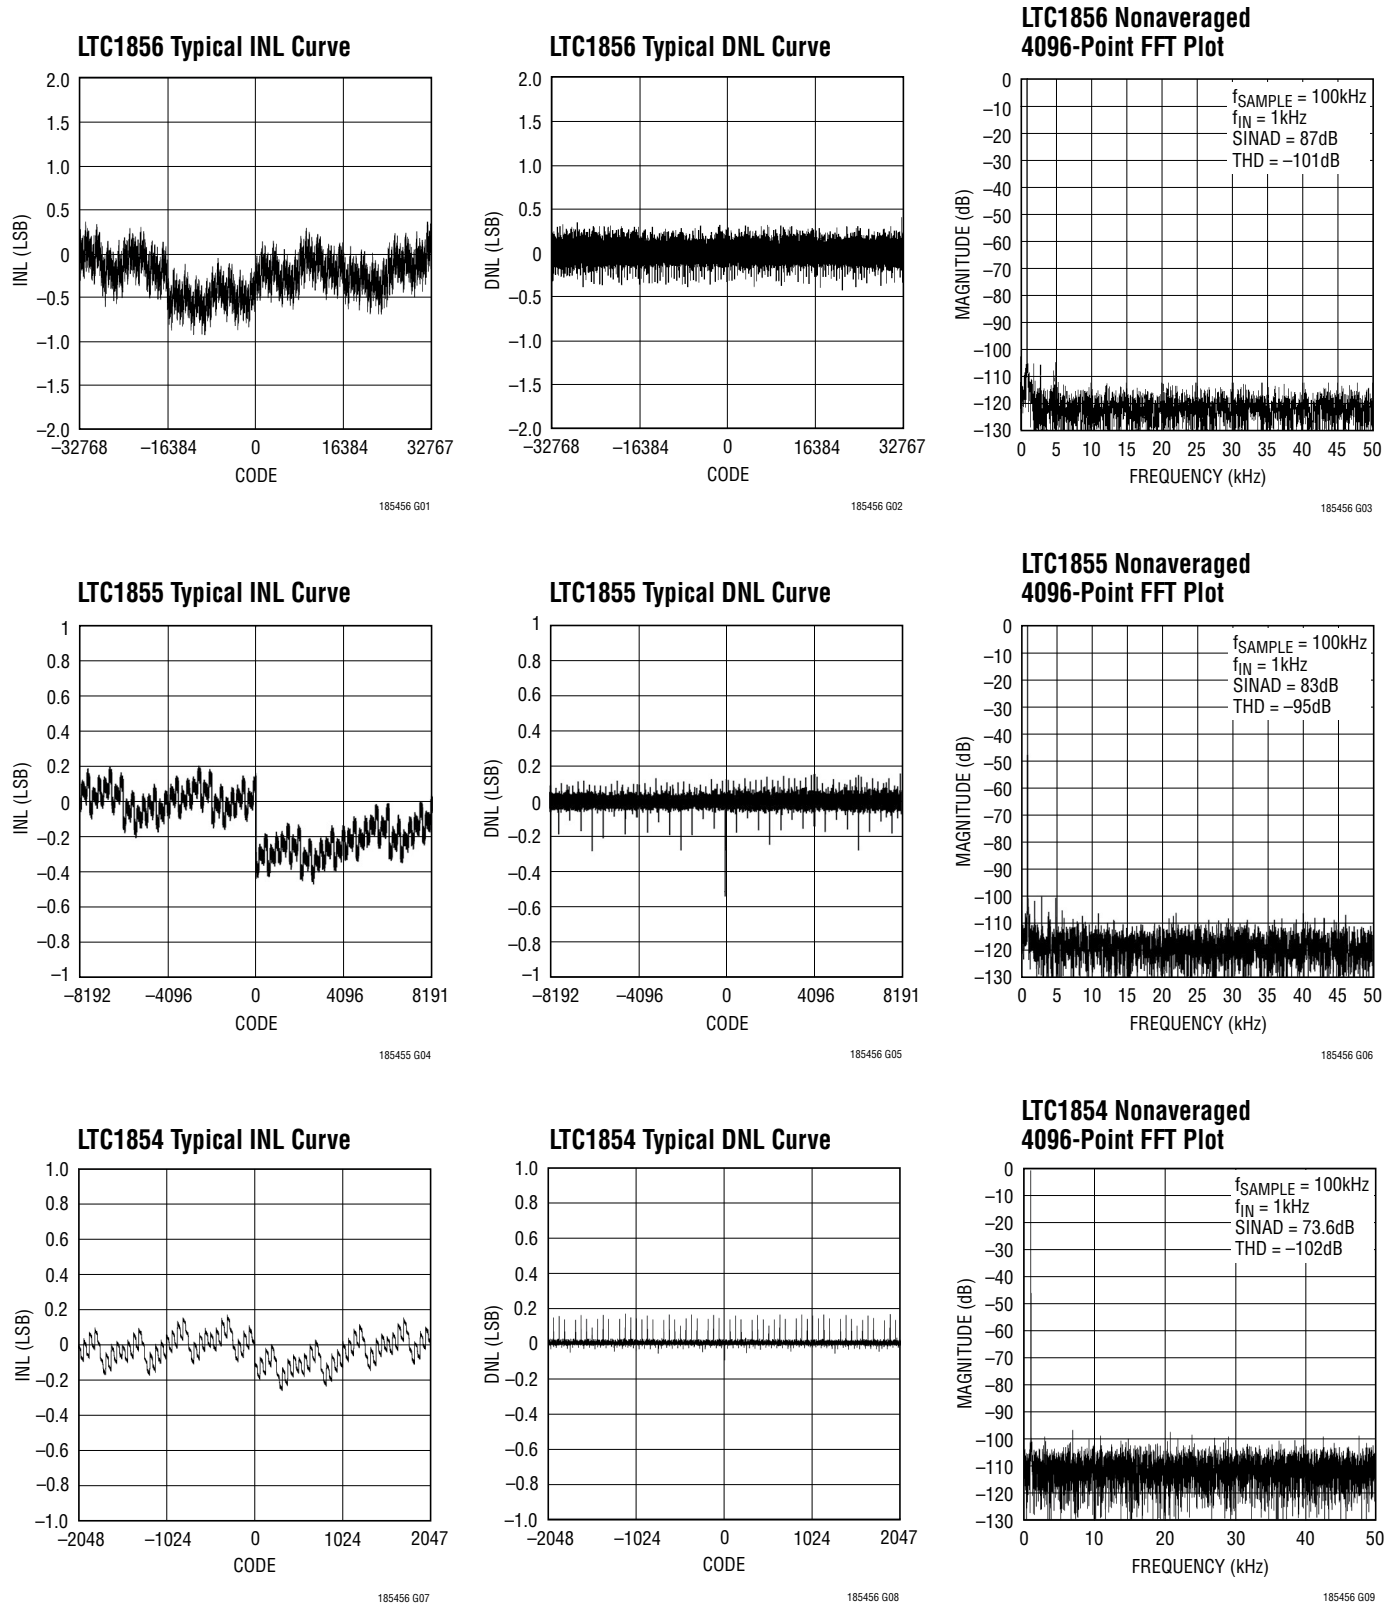 LTC1856 Typical INL Curve
2.0
1.5
1.0
0.5
0
–0.5
–1.0
–1.5
–2.0
INL (LSB)
–32768 –16384 0 16384 32767
CODE
185456 G01
LTC1856 Typical DNL Curve
2.0
1.5
1.0
0.5
0
–0.5
–1.0
–1.5
–2.0
DNL (LSB)
–32768 –16384 0 16384 32767
CODE
185456 G02
LTC1856 Nonaveraged
4096-Point FFT Plot
0
–10
–20
–30
–40
–50
–60
–70
–80
–90
–100
–110
–120
–130
MAGNITUDE (dB)
fSAMPLE = 100kHz
fIN = 1kHz
SINAD = 87dB
THD = –101dB
0 5 10 15 20 25 30 35 40 45 50
FREQUENCY (kHz)
185456 G03
LTC1855 Typical INL Curve
1
0.8
0.6
0.4
0.2
0
–0.2
–0.4
–0.6
–0.8
–1
INL (LSB)
–8192 –4096 0 4096 8191
CODE
185455 G04
LTC1855 Typical DNL Curve
1
0.8
0.6
0.4
0.2
0
–0.2
–0.4
–0.6
–0.8
–1
DNL (LSB)
–8192 –4096 0 4096 8191
CODE
185456 G05
LTC1855 Nonaveraged
4096-Point FFT Plot
0
–10
–20
–30
–40
–50
–60
–70
–80
–90
–100
–110
–120
–130
MAGNITUDE (dB)
fSAMPLE = 100kHz
fIN = 1kHz
SINAD = 83dB
THD = –95dB
0 5 10 15 20 25 30 35 40 45 50
FREQUENCY (kHz)
185456 G06
LTC1854 Typical INL Curve
1.0
0.8
0.6
0.4
0.2
0
–0.2
–0.4
–0.6
–0.8
–1.0
INL (LSB)
–2048 –1024 0 1024 2047
CODE
185456 G07
LTC1854 Typical DNL Curve
1.0
0.8
0.6
0.4
0.2
0
–0.2
–0.4
–0.6
–0.8
–1.0
DNL (LSB)
–2048 –1024 0 1024 2047
CODE
185456 G08
LTC1854 Nonaveraged
4096-Point FFT Plot
0
–10
–20
–30
–40
–50
–60
–70
–80
–90
–100
–110
–120
–130
MAGNITUDE (dB)
fSAMPLE = 100kHz
fIN = 1kHz
SINAD = 73.6dB
THD = –102dB
0 10 20 30 40 50
FREQUENCY (kHz)
185456 G09